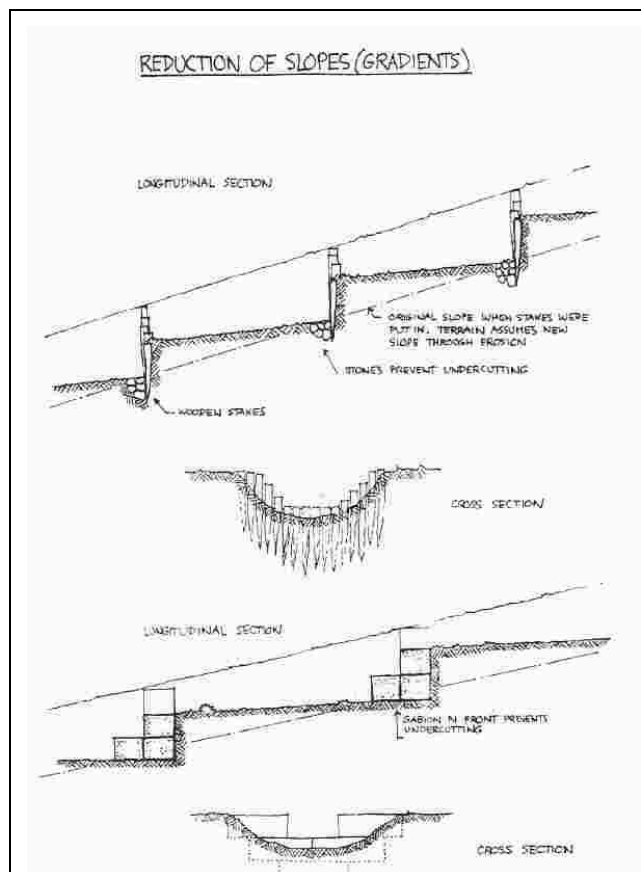 REDUCTION OF SLOPES (GRADIENTS)
LONGITUDINAL SECTION
ORIGINAL SLOPE WHEN STAKES WERE
PUT IN. TERRAIN ASSUMES NEW
SLOPE THROUGH EROSION
STONES PREVENT UNDERCUTTING
WOODEN STAKES
CROSS SECTION
LONGITUDINAL SECTION
GABION IN FRONT PREVENTS
UNDERCUTTING
CROSS SECTION